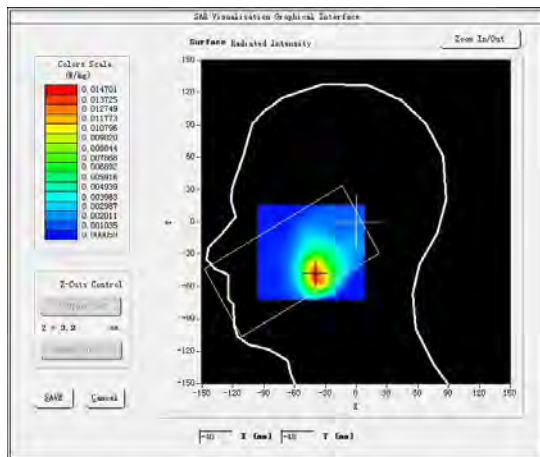 SAR Visualisation Graphical Interface
Surface Radiated Intensity
Zoom In/Out
Colors Scale
(W/kg)
0.014701
0.013725
0.012749
0.011773
0.010796
0.009820
0.008844
0.007868
0.006892
0.005916
0.004939
0.003963
0.002987
0.002011
0.001035
0.000059
150
120
90
60
30
0
-30
-60
-90
-120
-150
Y
-150 -120 -90 -60 -30 0 30 60 90 120 150
X
Z-Cuts Control
Z = 3.2 mm
SAVE Cancel
-40 X (mm) -48 Y (mm)